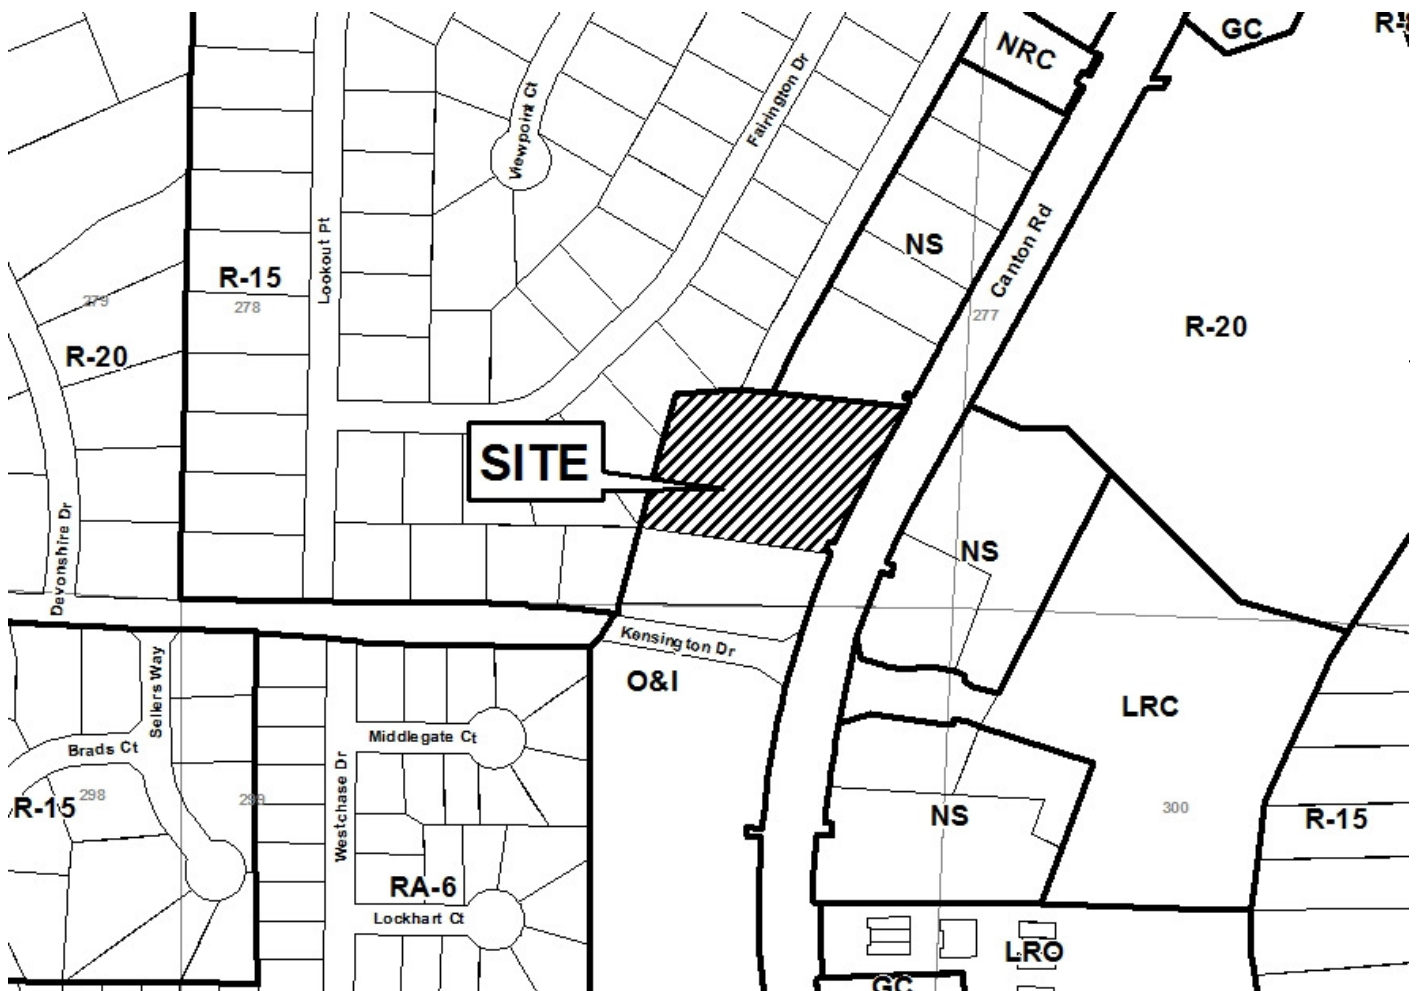 GC
NRC
Viewpoint Ct
Fairington Dr
NS
Lookout Pt
Canton Rd
R-15
279
278
277
R-20
R-20
SITE
Devonshire Dr
NS
Kensington Dr
O&I
Sellers Way
LRC
Middlegate Ct
Brads Ct
Westchase Dr
R-15
298
299
300
NS
R-15
RA-6
Lockhart Ct
LRO
GC